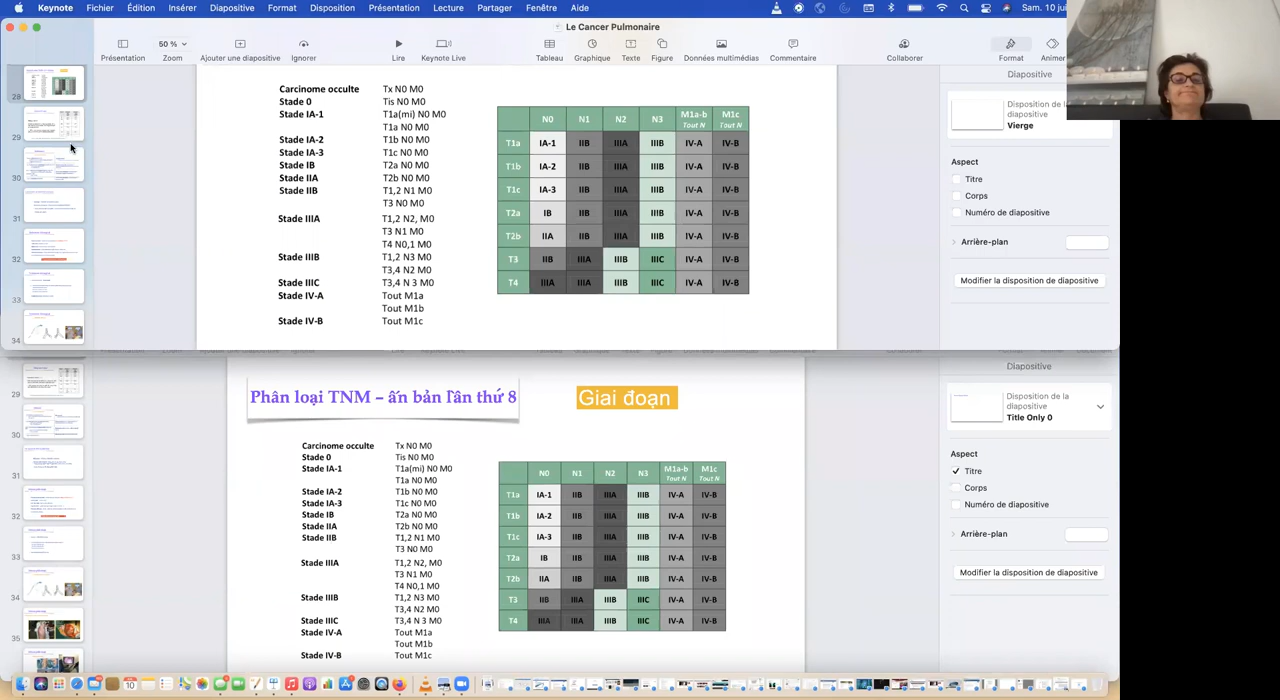 Keynote Fichier Édition Insérer Diapositive Format Disposition Présentation Lecture Partager Fenêtre Aide
Sam. 10 jui
Le Cancer Pulmonaire
50 %
Présentation Zoom Ajouter une diapositive Ignorer Lire Keynote Live Tableau Graphique Texte Figure Données multimédias Commentaire Collaborer Format Animer
28
29
30
31
32
33
34
Carcinome occulte Tx N0 M0
Stade 0 Tis N0 M0
Stade IA-1 T1a(mi) N0 M0
T1a N0 M0
Stade IA-2 T1b N0 M0
Stade IA-3 T1c N0 M0
Stade IB T2a N0 M0
Stade IIA T2b N0 M0
Stade IIB T1,2 N1 M0
T3 N0 M0
Stade IIIA T1,2 N2, M0
T3 N1 M0
T4 N0,1 M0
Stade IIIB T1,2 N3 M0
T3,4 N2 M0
Stade IIIC T3,4 N 3 M0
Stade IV-A Tout M1a
Tout M1b
Stade IV-B Tout M1c
N0 N1 N2 N3 M1a-b Tout N M1c Tout N
T1a IA-1 IIB IIIA IIIB IV-A IV-B
T1b IA-2 IIB IIIA IIIB IV-A IV-B
T1c IA-3 IIB IIIA IIIB IV-A IV-B
T2a IB IIB IIIA IIIB IV-A IV-B
T2b IIA IIB IIIA IIIB IV-A IV-B
T3 IIB IIIA IIIB IIIC IV-A IV-B
T4 IIIA IIIA IIIB IIIC IV-A IV-B
Diapositive
Disposition de la
diapositive
Vierge
Aspect
Titre
Corps
Numéro de diapositive
Arrière-plan
Modifier la disposition de diapositive
29
30
31
32
33
34
35
Phân loại TNM – ấn bản lần thứ 8
Giai đoạn
Carcinome occulte Tx N0 M0
Stade 0 Tis N0 M0
Stade IA-1 T1a(mi) N0 M0
T1a N0 M0
Stade IA-2 T1b N0 M0
Stade IA-3 T1c N0 M0
Stade IB T2a N0 M0
Stade IIA T2b N0 M0
Stade IIB T1,2 N1 M0
T3 N0 M0
Stade IIIA T1,2 N2, M0
T3 N1 M0
T4 N0,1 M0
Stade IIIB T1,2 N3 M0
T3,4 N2 M0
Stade IIIC T3,4 N 3 M0
Stade IV-A Tout M1a
Tout M1b
Stade IV-B Tout M1c
N0 N1 N2 N3 M1a-b Tout N M1c Tout N
T1a IA-1 IIB IIIA IIIB IV-A IV-B
T1b IA-2 IIB IIIA IIIB IV-A IV-B
T1c IA-3 IIB IIIA IIIB IV-A IV-B
T2a IB IIB IIIA IIIB IV-A IV-B
T2b IIA IIB IIIA IIIB IV-A IV-B
T3 IIB IIIA IIIB IIIC IV-A IV-B
T4 IIIA IIIA IIIB IIIC IV-A IV-B
Diapositive
Disposition de la
diapositive
Title Only 0
Aspect
Titre
Corps
Numéro de diapositive
Arrière-plan
Modifier la disposition de diapositive